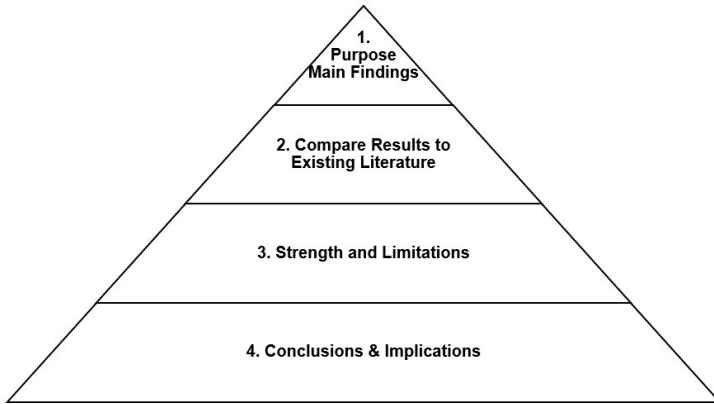 1.
Purpose
Main Findings
2. Compare Results to
Existing Literature
3. Strength and Limitations
4. Conclusions & Implications